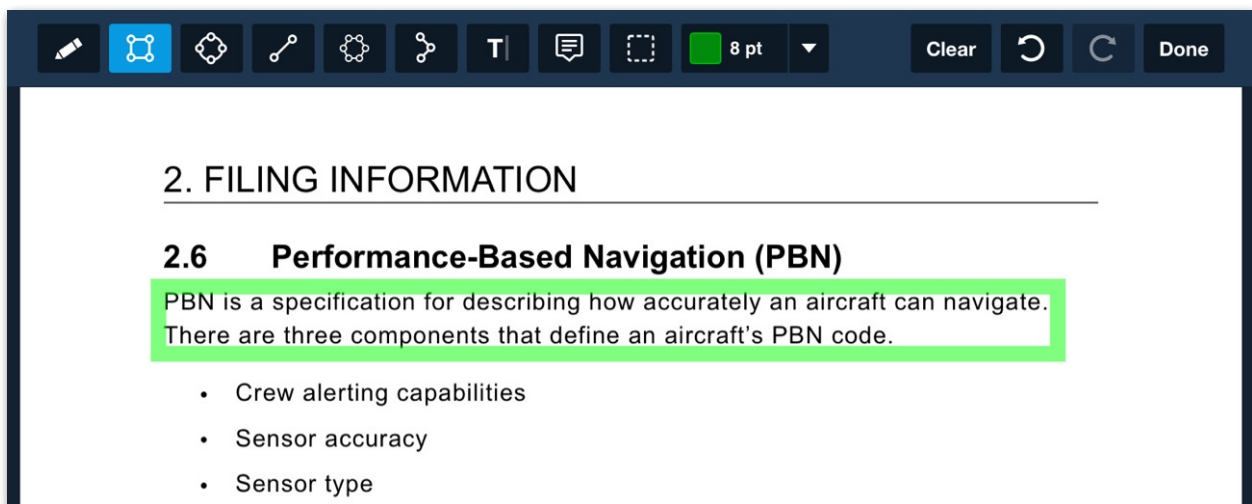 T
8 pt
Clear
Done
2. FILING INFORMATION
2.6 Performance-Based Navigation (PBN)
PBN is a specification for describing how accurately an aircraft can navigate.
There are three components that define an aircraft's PBN code.
• Crew alerting capabilities
• Sensor accuracy
• Sensor type